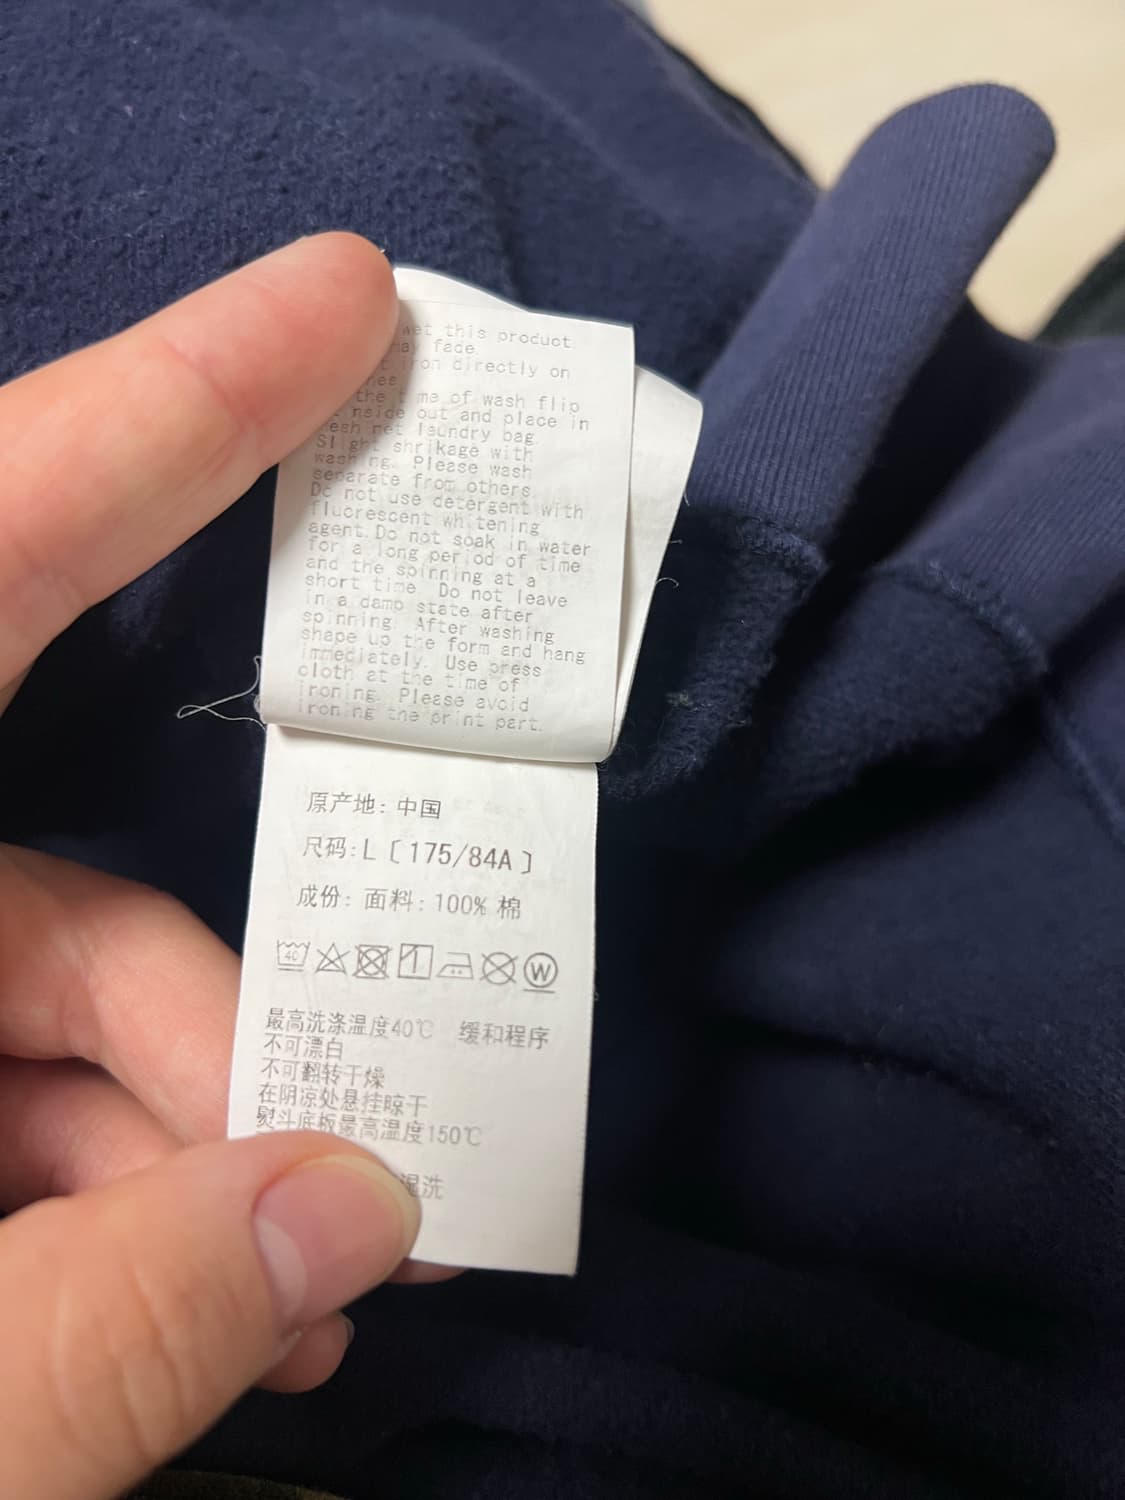 wet this product
may fade.
iron directly on
the time of wash flip
inside out and place in
mesh net laundry bag.
Slight shrikage with
washing. Please wash
separate from others.
Do not use detergent with
fluorescent whitening
agent.Do not soak in water
for a long period of time
and the spinning at a
short time. Do not leave
in a damp state after
spinning. After washing
shape up the form and hang
immediately. Use press
cloth at the time of
ironing. Please avoid
ironing the print part.
原产地: 中国
尺码:L〔175/84A〕
成份: 面料: 100% 棉
40 W
最高洗涤温度40℃ 缓和程序
不可漂白
不可翻转干燥
在阴凉处悬挂晾干
熨斗底板最高温度150℃
湿洗